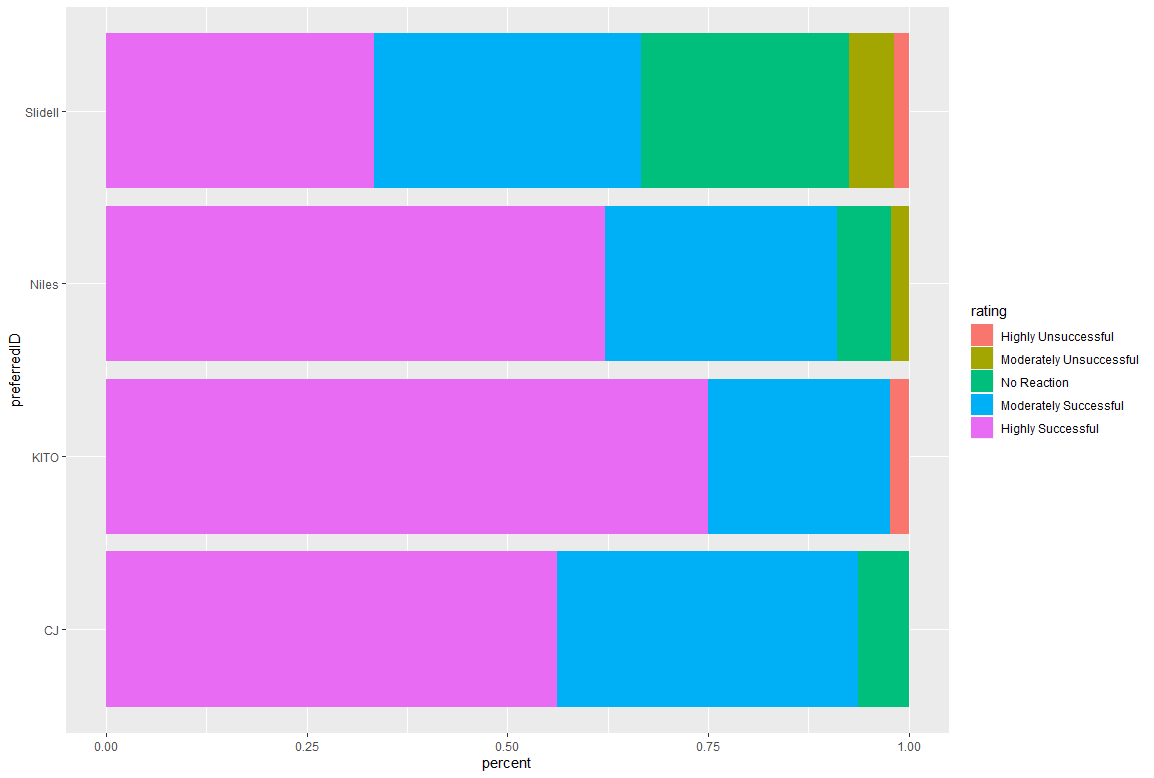 Slidell
Niles
KITO
CJ
preferredID
0.00 0.25 0.50 0.75 1.00
percent
rating
Highly Unsuccessful
Moderately Unsuccessful
No Reaction
Moderately Successful
Highly Successful